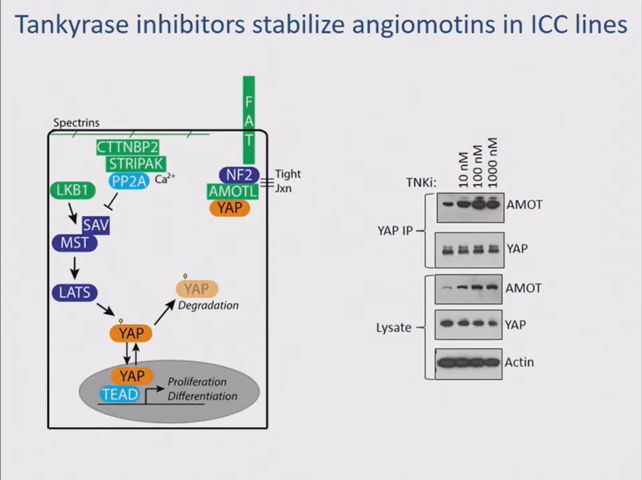 Tankyrase inhibitors stabilize angiomotins in ICC lines
Spectrins
CTTNBP2
STRIPAK
PP2A Ca2+
LKB1
SAV
MST
LATS
YAP
YAP
Degradation
YAP
TEAD
Proliferation
Differentiation
FAT
NF2
AMOTL
YAP
Tight
Jxn
TNKi: 10 nM 100 nM 1000 nM
YAP IP
AMOT
YAP
Lysate
AMOT
YAP
Actin